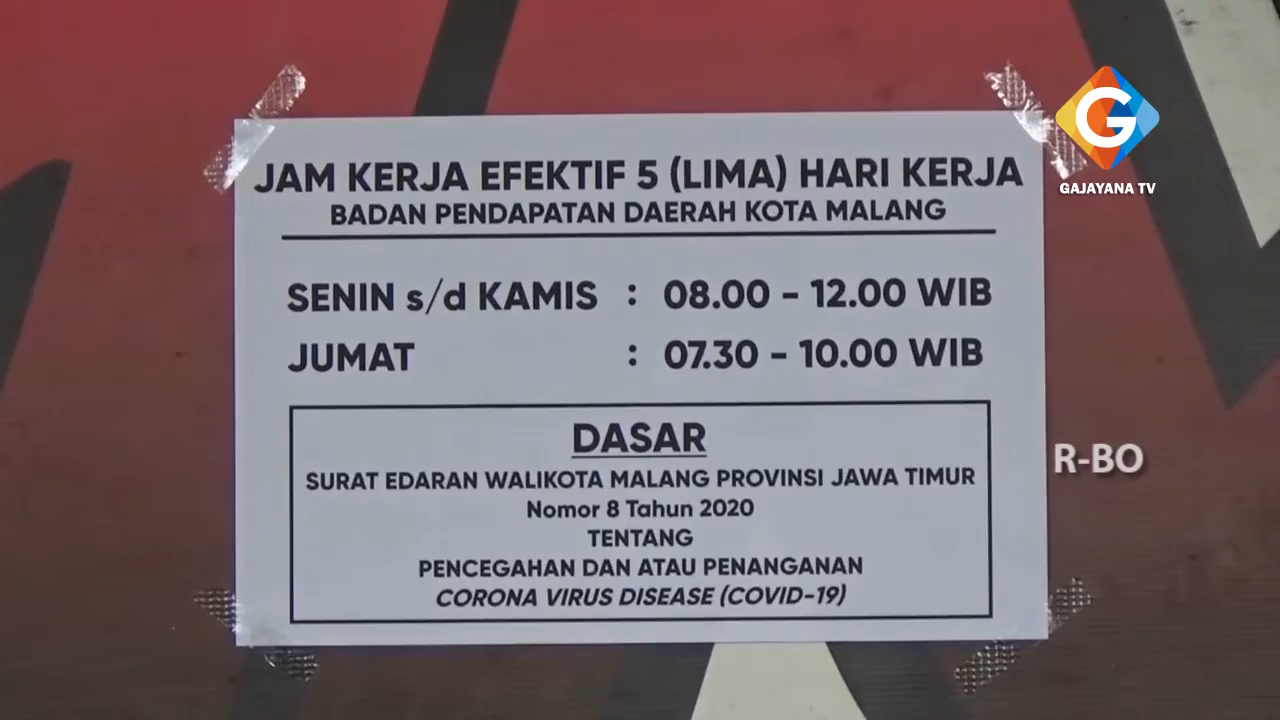 JAM KERJA EFEKTIF 5 (LIMA) HARI KERJA
BADAN PENDAPATAN DAERAH KOTA MALANG
SENIN s/d KAMIS : 08.00 - 12.00 WIB
JUMAT : 07.30 - 10.00 WIB
DASAR
SURAT EDARAN WALIKOTA MALANG PROVINSI JAWA TIMUR
Nomor 8 Tahun 2020
TENTANG
PENCEGAHAN DAN ATAU PENANGANAN
CORONA VIRUS DISEASE (COVID-19)
G
GAJAYANA TV
R-BO